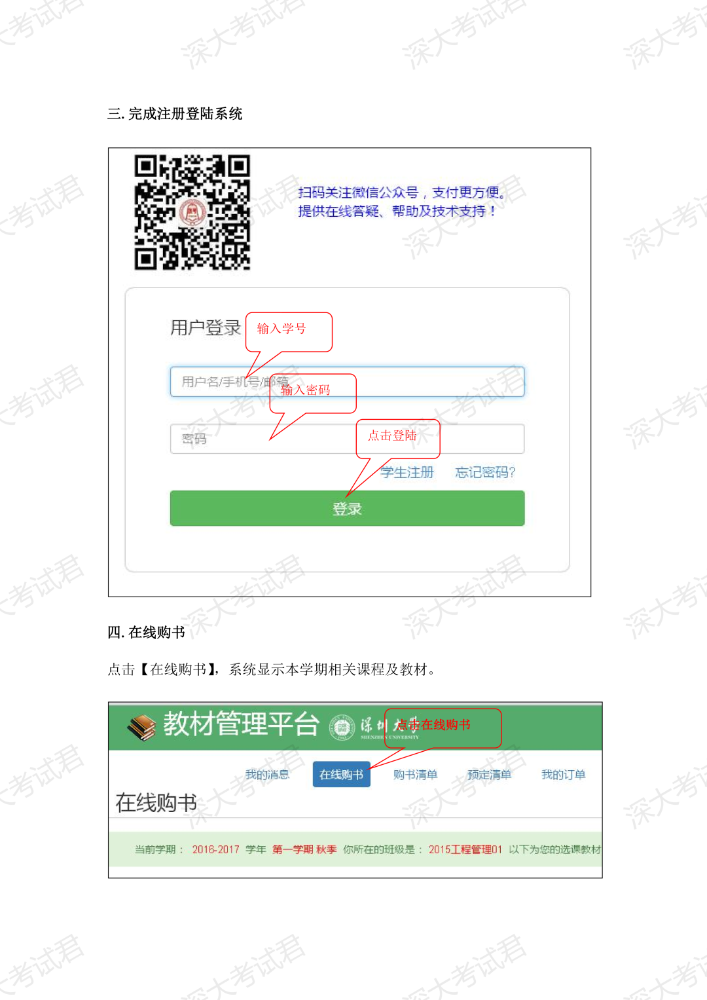 三. 完成注册登陆系统
扫码关注微信公众号，支付更方便。
提供在线答疑、帮助及技术支持！
用户登录
输入学号
用户名/手机号/邮箱
输入密码
密码
点击登陆
学生注册 忘记密码?
登录
四. 在线购书
点击【在线购书】，系统显示本学期相关课程及教材。
教材管理平台 深圳大学
SHENZHEN UNIVERSITY
点击在线购书
我的消息 在线购书 购书清单 预定清单 我的订单
在线购书
当前学期： 2016-2017 学年 第一学期 秋季 你所在的班级是： 2015工程管理01 以下为您的选课教材
深大考试君